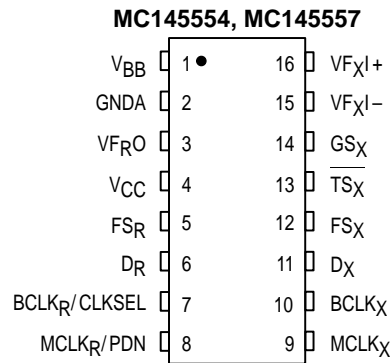 MC145554, MC145557
VBB 1 16 VFXI+
GNDA 2 15 VFXI–
VFRO 3 14 GSX
VCC 4 13 T̅S̅X̅
FSR 5 12 FSX
DR 6 11 DX
BCLKR/CLKSEL 7 10 BCLKX
MCLKR/PDN 8 9 MCLKX